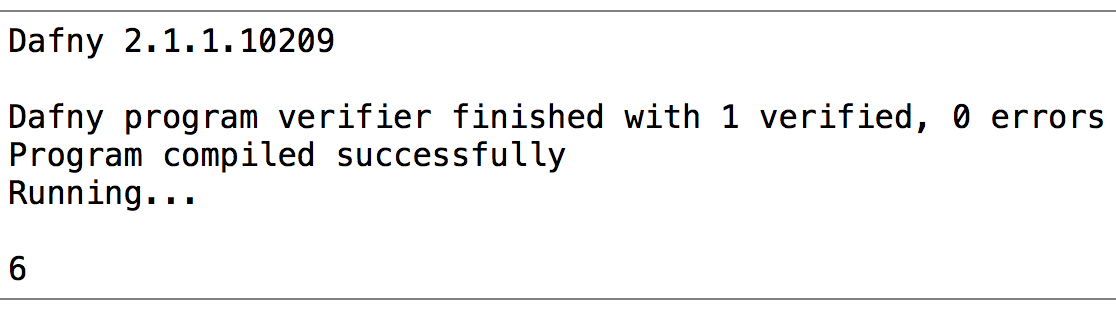 Dafny 2.1.1.10209
Dafny program verifier finished with 1 verified, 0 errors
Program compiled successfully
Running...
6